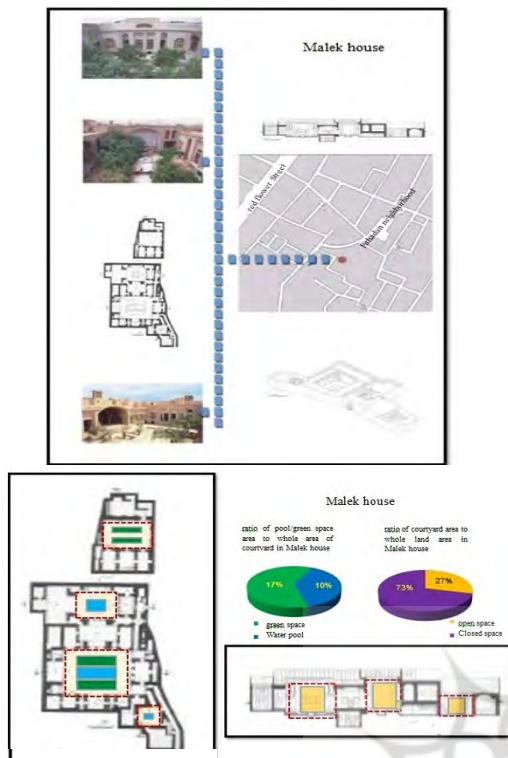 Malek house
red flower Street
Fahadan neighborhood
Malek house
ratio of pool/green space
area to whole area of
courtyard in Malek house
ratio of courtyard area to
whole land area in
Malek house
17%
10%
73%
27%
green space
Water pool
open space
Closed space